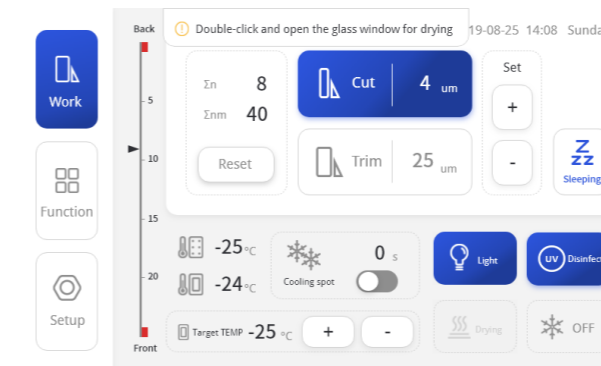 Back
Double-click and open the glass window for drying
19-08-25 14:08 Sunda
Work
Function
Setup
5
10
15
20
Front
Σn 8
Σnm 40
Reset
Cut 4 um
Trim 25 um
Set
+
-
Z
ZZ
Sleeping
-25 °C
-24 °C
Cooling spot
0 s
Light
UV Disinfec
Target TEMP -25 °C + -
Drying
OFF